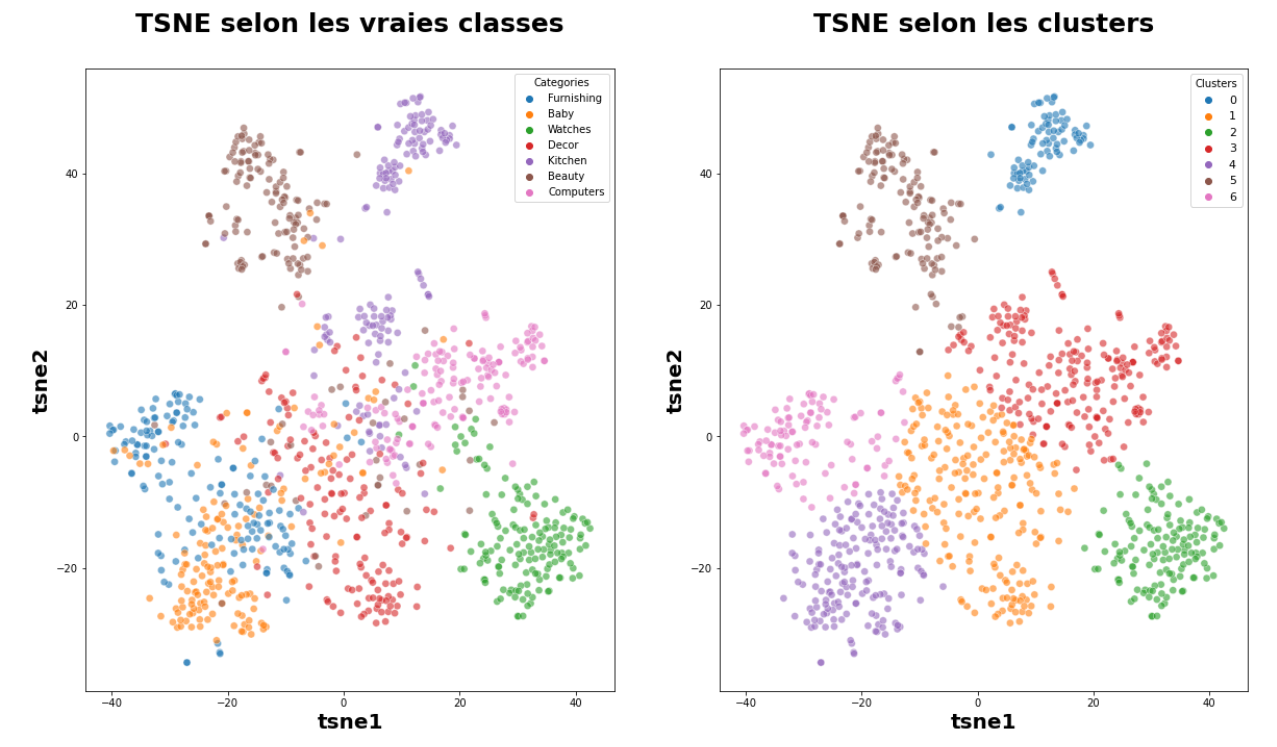 TSNE selon les vraies classes
Categories
Furnishing
Baby
Watches
Decor
Kitchen
Beauty
Computers
40
20
0
−20
tsne2
−40
−20
0
20
40
tsne1
TSNE selon les clusters
Clusters
0
1
2
3
4
5
6
40
20
0
−20
tsne2
−40
−20
0
20
40
tsne1